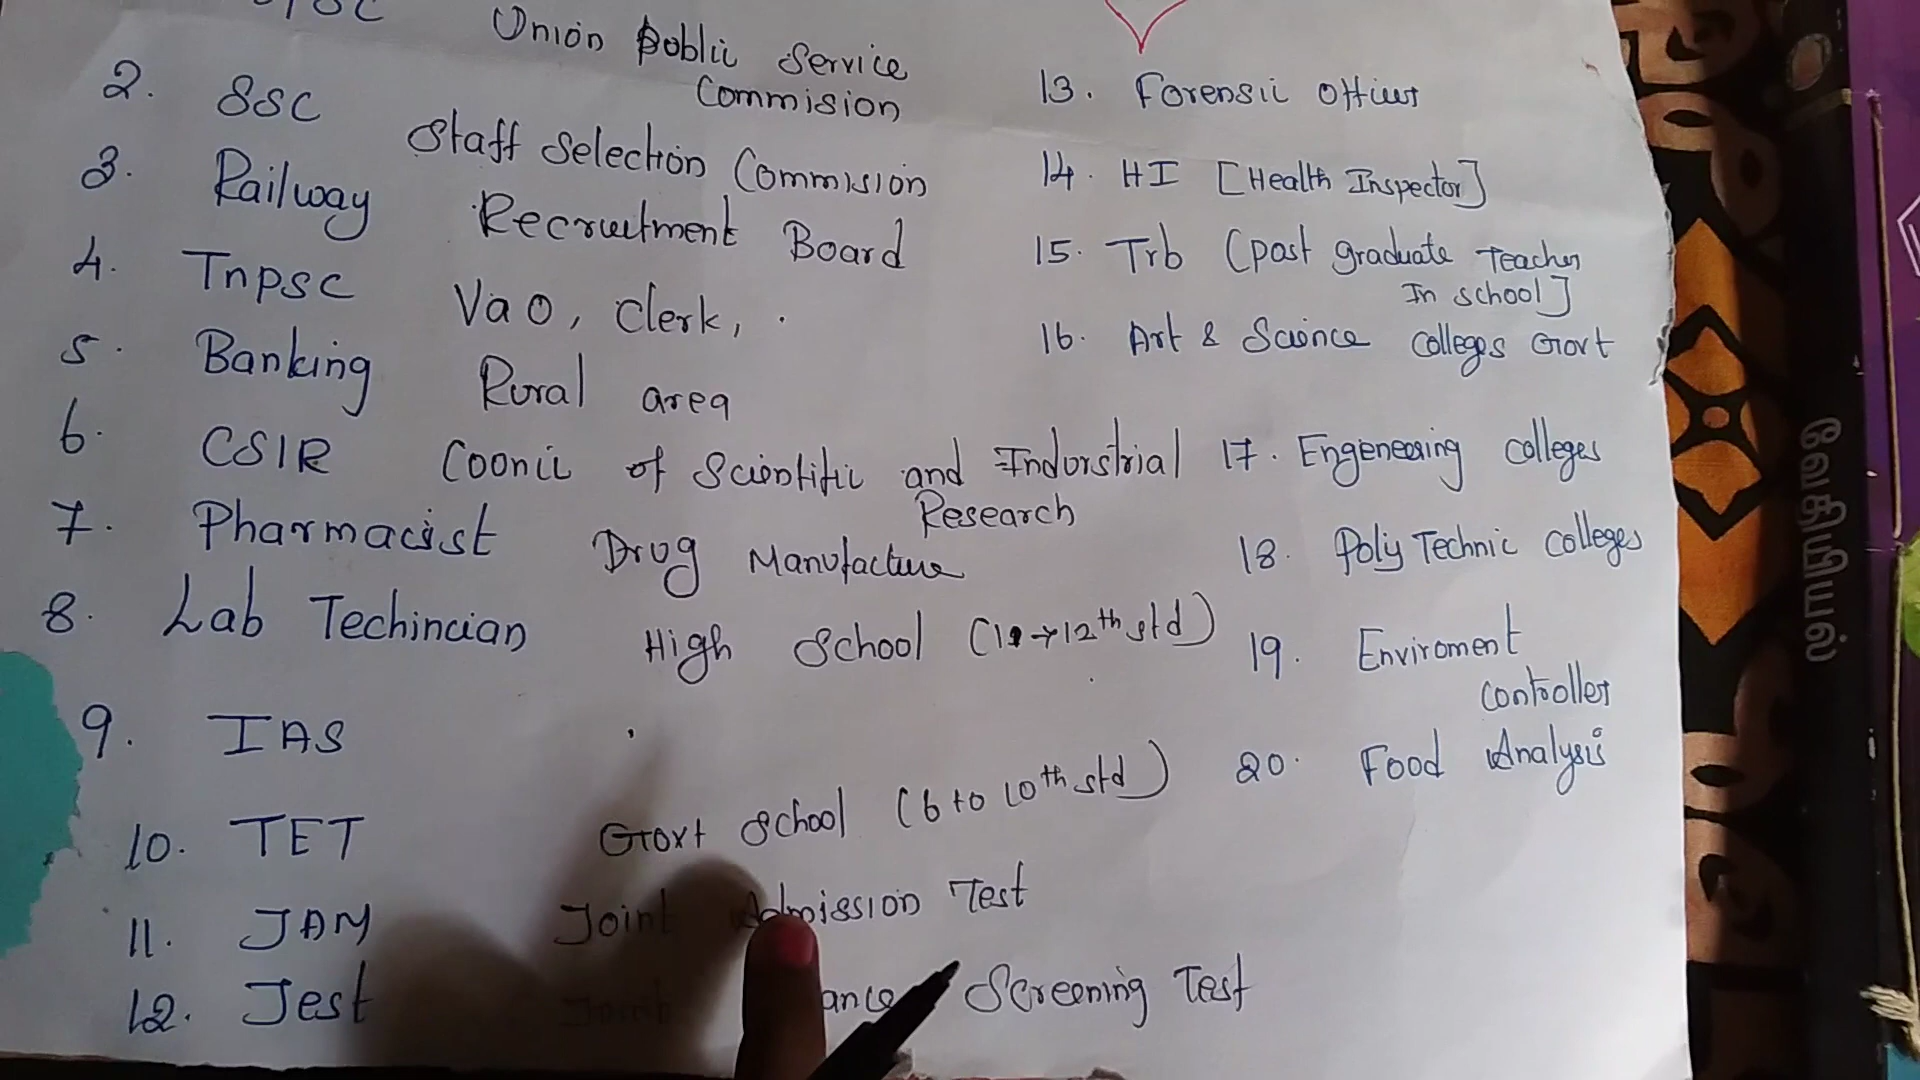 Union Public Service
Commision
2. SSC Staff Selection Commision
3. Railway Recruitment Board
4. Tnpsc Vao, Clerk,
5. Banking Rural area
6. CSIR Coonil of Scientific and Indurstrial
Research
7. Pharmacist Drug Manufacture
8. Lab Techincian High School (11→12th std)
9. IAS
10. TET Govt School (6 to 10th std)
11. JAM Joint Admission Test
12. Jest Screening Test
13. Forensic Officer
14. HI [Health Inspector]
15. Trb (post graduate Teacher
In school]
16. Art & Science colleges Govt
17. Engeneering colleges
18. Poly Technic colleges
19. Enviroment
controller
20. Food Analysis
வேதியியல்